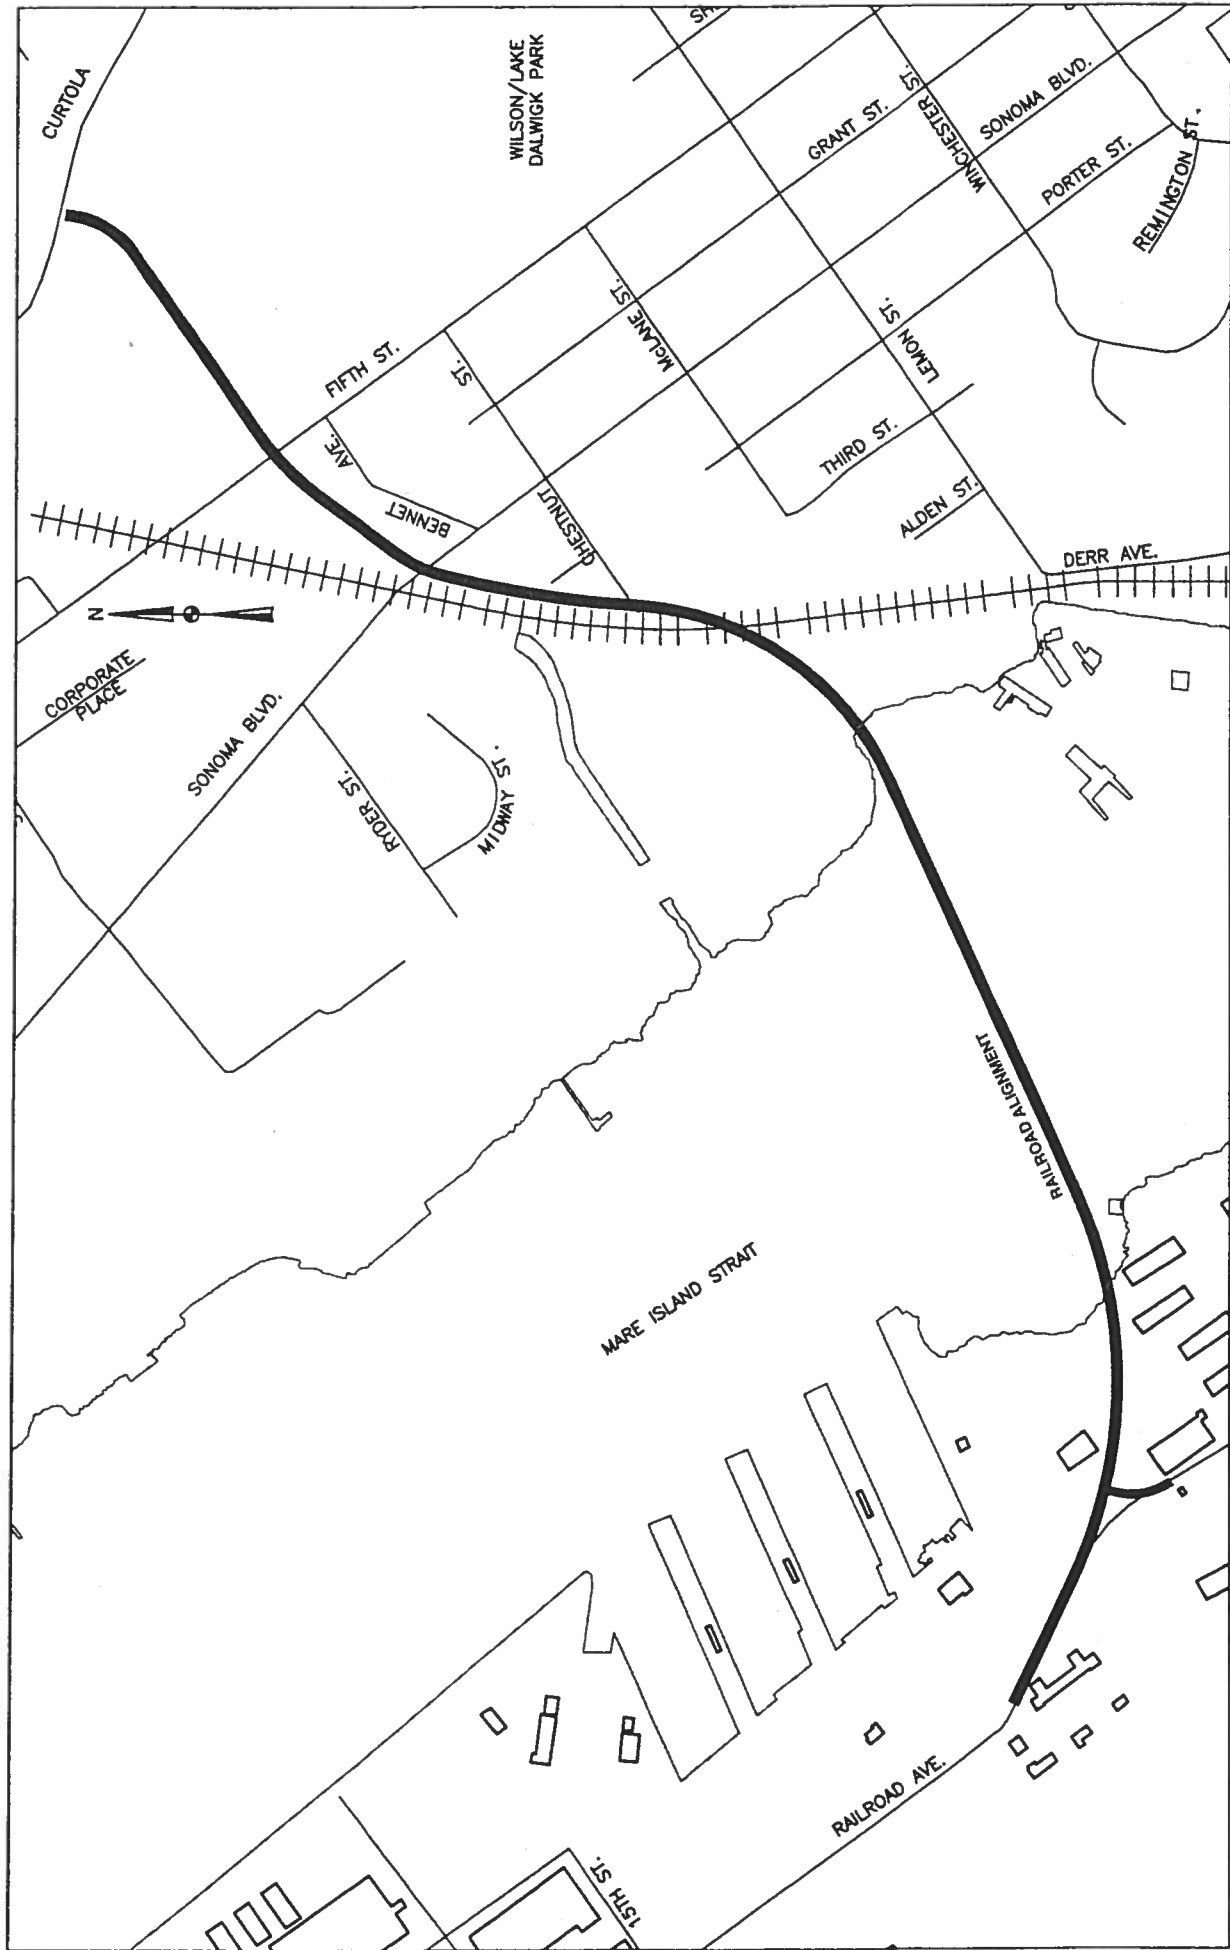 CURTOLA
WILSON/LAKE
DALWIGK PARK
GRANT ST.
WINCHESTER ST.
SONOMA BLVD.
PORTER ST.
REMINGTON ST.
FIFTH ST.
BENNET AVE.
CHESTNUT ST.
McLANE ST.
LEMON ST.
THIRD ST.
ALDEN ST.
DERR AVE.
N
CORPORATE
PLACE
SONOMA BLVD.
RYDER ST.
MIDWAY ST.
RAILROAD ALIGNMENT
MARE ISLAND STRAIT
RAILROAD AVE.
15TH ST.